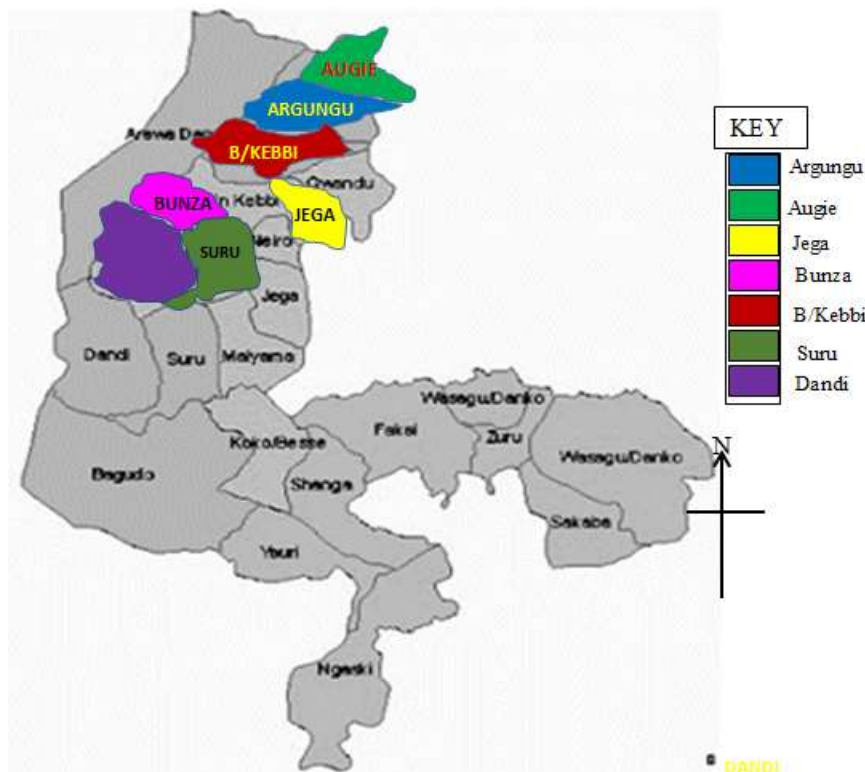 AUGIE
ARGUNGU
Arewa Dan
B/KEBBI
Gwandu
BUNZA
n Kebbi
JEGA
SURU
Jega
Dandi
Suru
Maiyama
Wasagu/Danko
Fakai
Koko/Besse
Zuru
Wasagu/Danko
Bagudo
Shanga
Sakaba
Yauri
Ngaski
KEY
Argungu
Augie
Jega
Bunza
B/Kebbi
Suru
Dandi
N
DANDI